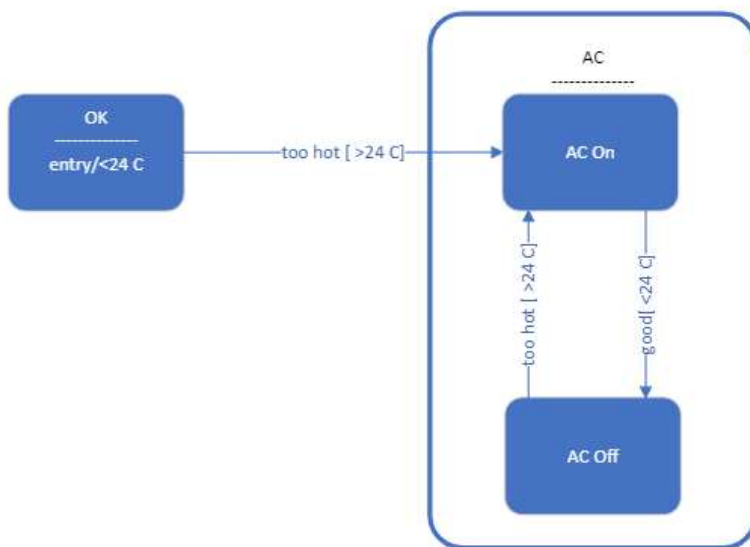 AC
--------------
OK
--------------
entry/<24 C
too hot [ >24 C]
AC On
too hot [ >24 C]
good[ <24 C]
AC Off